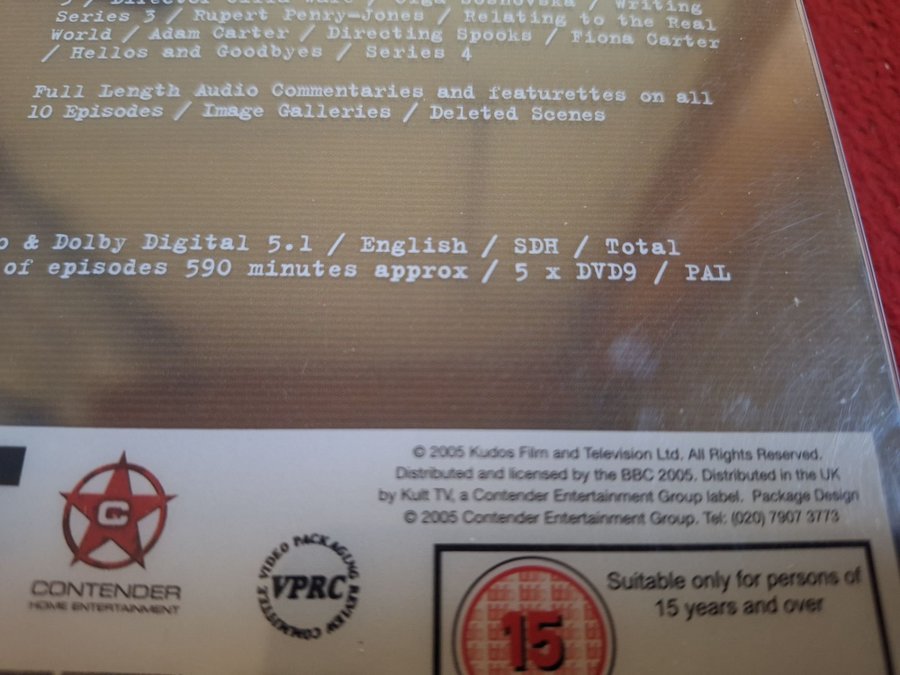 Writing
Series 3 / Rupert Penry-Jones / Relating to the Real
World / Adam Carter / Directing Spooks / Fiona Carter
/ Hellos and Goodbyes / Series 4
Full Length Audio Commentaries and featurettes on all
10 Episodes / Image Galleries / Deleted Scenes
& Dolby Digital 5.1 / English / SDH / Total
of episodes 590 minutes approx / 5 x DVD9 / PAL
© 2005 Kudos Film and Television Ltd. All Rights Reserved.
Distributed and licensed by the BBC 2005. Distributed in the UK
by Kult TV, a Contender Entertainment Group label. Package Design
© 2005 Contender Entertainment Group. Tel: (020) 7907 3773
C
CONTENDER
HOME ENTERTAINMENT
VIDEO PACKAGING REVIEW COMMITTEE
VPRC
15
Suitable only for persons of
15 years and over